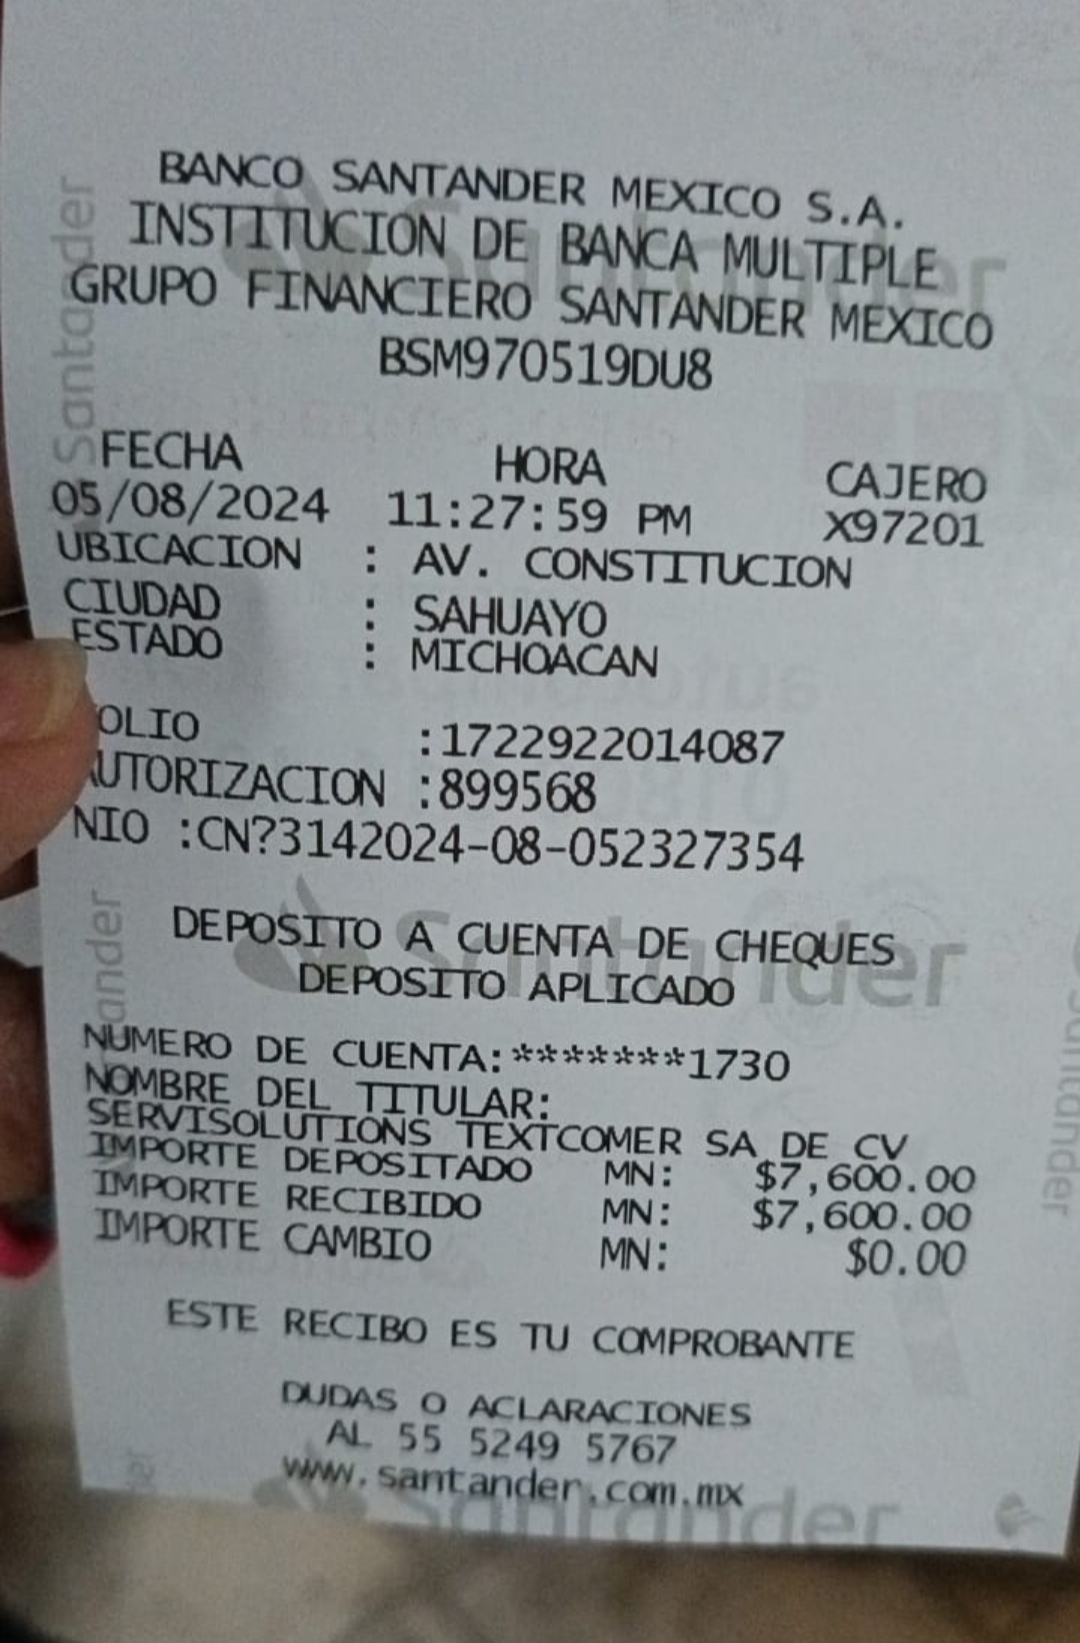 BANCO SANTANDER MEXICO S.A.
INSTITUCION DE BANCA MULTIPLE
GRUPO FINANCIERO SANTANDER MEXICO
BSM970519DU8
FECHA HORA CAJERO
05/08/2024 11:27:59 PM X97201
UBICACION : AV. CONSTITUCION
CIUDAD : SAHUAYO
ESTADO : MICHOACAN
OLIO :1722922014087
UTORIZACION :899568
NIO :CN?3142024-08-052327354
DEPOSITO A CUENTA DE CHEQUES
DEPOSITO APLICADO
NUMERO DE CUENTA:*******1730
NOMBRE DEL TITULAR:
SERVISOLUTIONS TEXTCOMER SA DE CV
IMPORTE DEPOSITADO MN: $7,600.00
IMPORTE RECIBIDO MN: $7,600.00
IMPORTE CAMBIO MN: $0.00
ESTE RECIBO ES TU COMPROBANTE
DUDAS O ACLARACIONES
AL 55 5249 5767
www.santander.com.mx
Santander
Santander
Santander
Santander